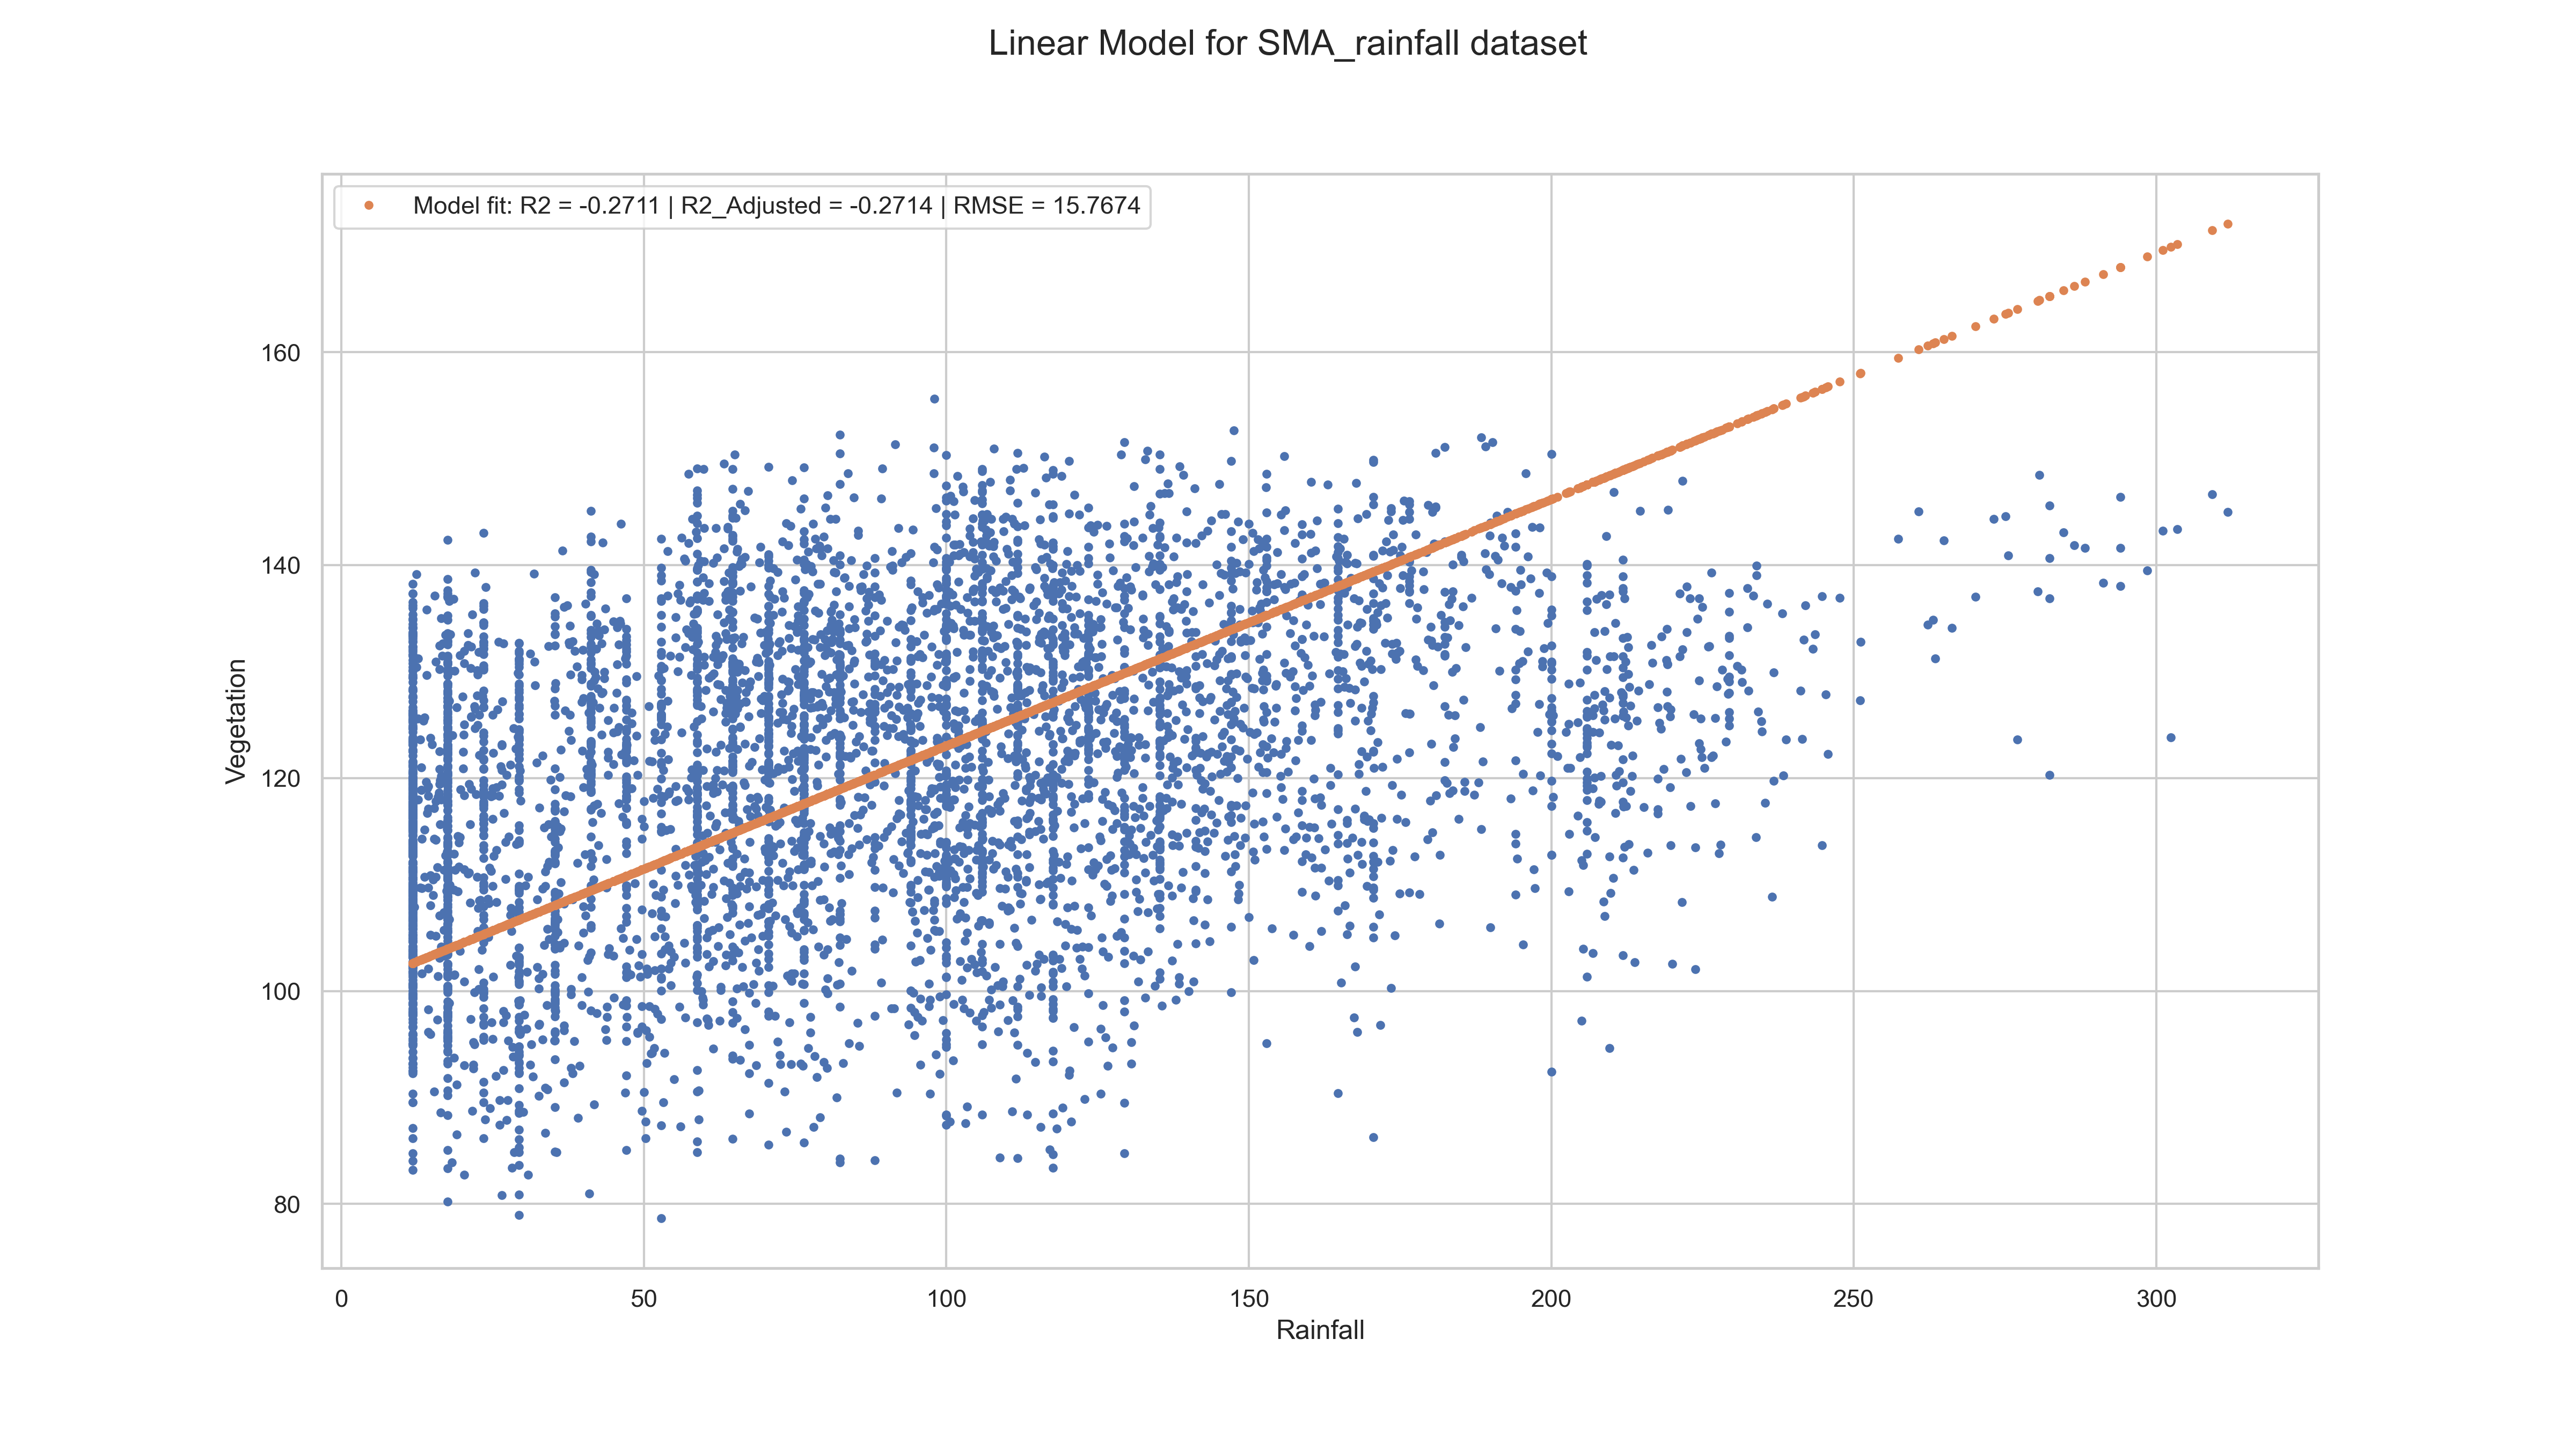 Linear Model for SMA_rainfall dataset
Model fit: R2 = -0.2711 | R2_Adjusted = -0.2714 | RMSE = 15.7674
160
140
120
100
80
Vegetation
0 50 100 150 200 250 300
Rainfall